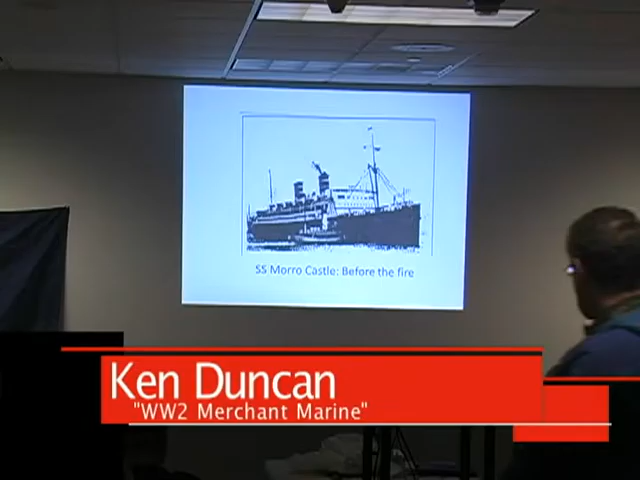 SS Morro Castle: Before the fire
Ken Duncan
"WW2 Merchant Marine"